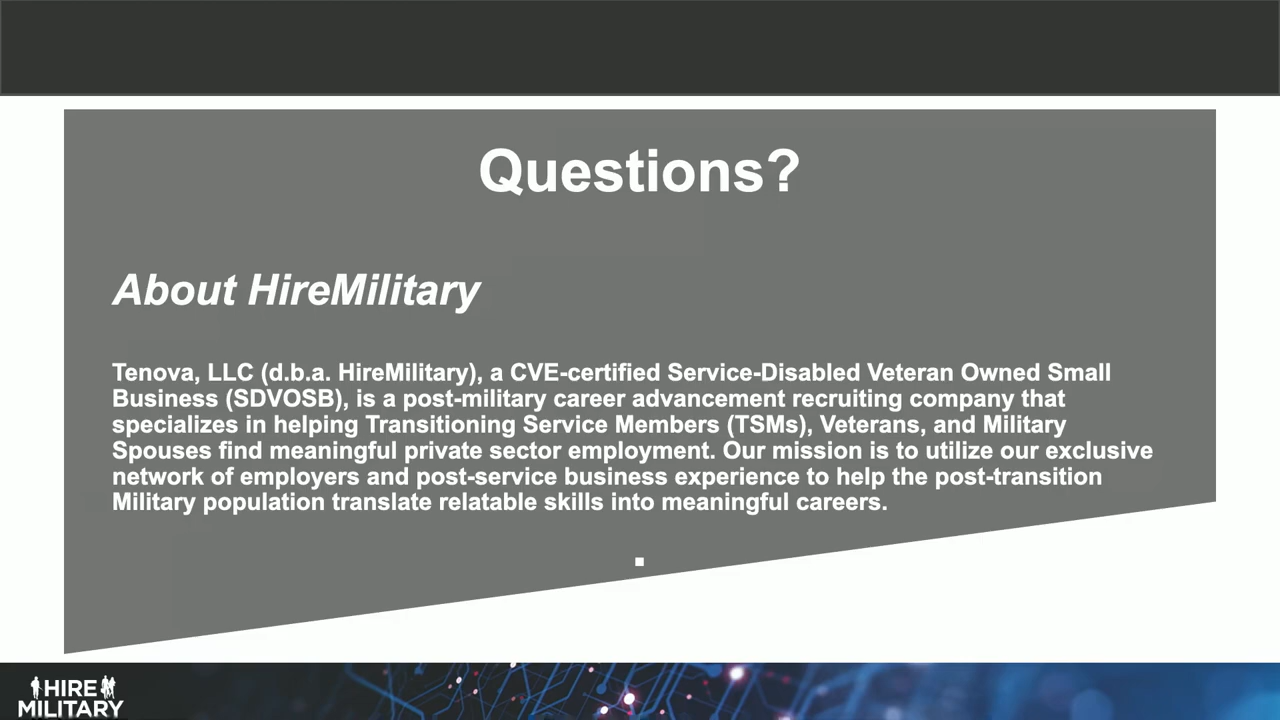 Questions?
About HireMilitary
Tenova, LLC (d.b.a. HireMilitary), a CVE-certified Service-Disabled Veteran Owned Small
Business (SDVOSB), is a post-military career advancement recruiting company that
specializes in helping Transitioning Service Members (TSMs), Veterans, and Military
Spouses find meaningful private sector employment. Our mission is to utilize our exclusive
network of employers and post-service business experience to help the post-transition
Military population translate relatable skills into meaningful careers.
.
HIRE
MILITARY